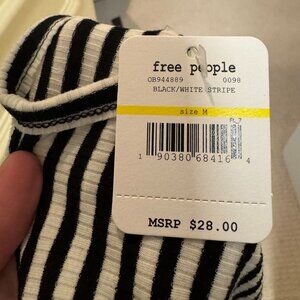 free people
OB944889 0098
BLACK/WHITE STRIPE
size M
1 90380 68416 4
MSRP $28.00